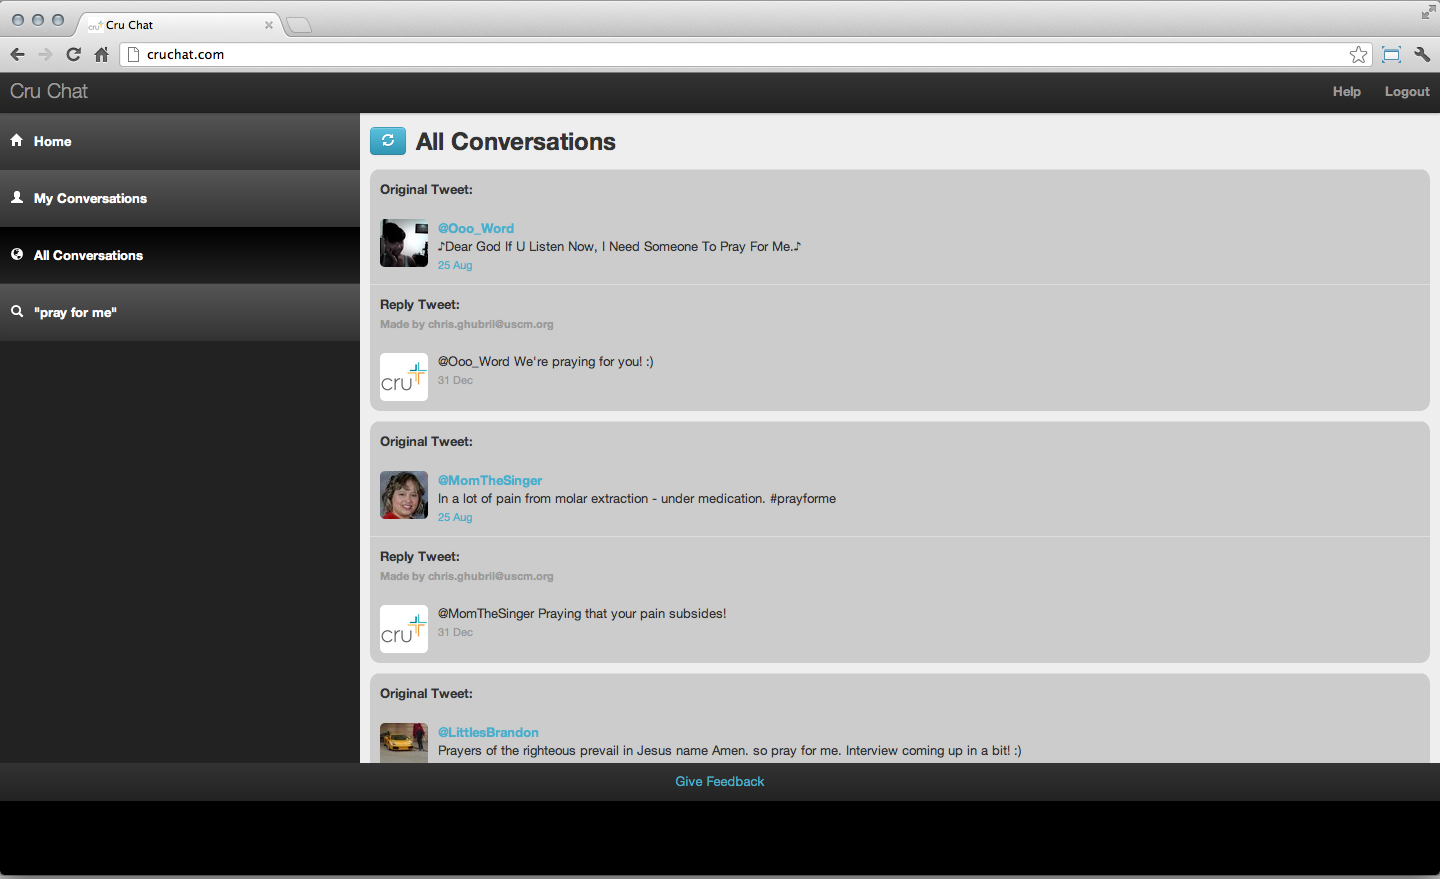 cru Cru Chat
cruchat.com
Cru Chat
Help Logout
Home
My Conversations
All Conversations
"pray for me"
All Conversations
Original Tweet:
@Ooo_Word
♪Dear God If U Listen Now, I Need Someone To Pray For Me.♪
25 Aug
Reply Tweet:
Made by chris.ghubril@uscm.org
cru
@Ooo_Word We're praying for you! :)
31 Dec
Original Tweet:
@MomTheSinger
In a lot of pain from molar extraction - under medication. #prayforme
25 Aug
Reply Tweet:
Made by chris.ghubril@uscm.org
cru
@MomTheSinger Praying that your pain subsides!
31 Dec
Original Tweet:
@LittlesBrandon
Prayers of the righteous prevail in Jesus name Amen. so pray for me. Interview coming up in a bit! :)
Give Feedback